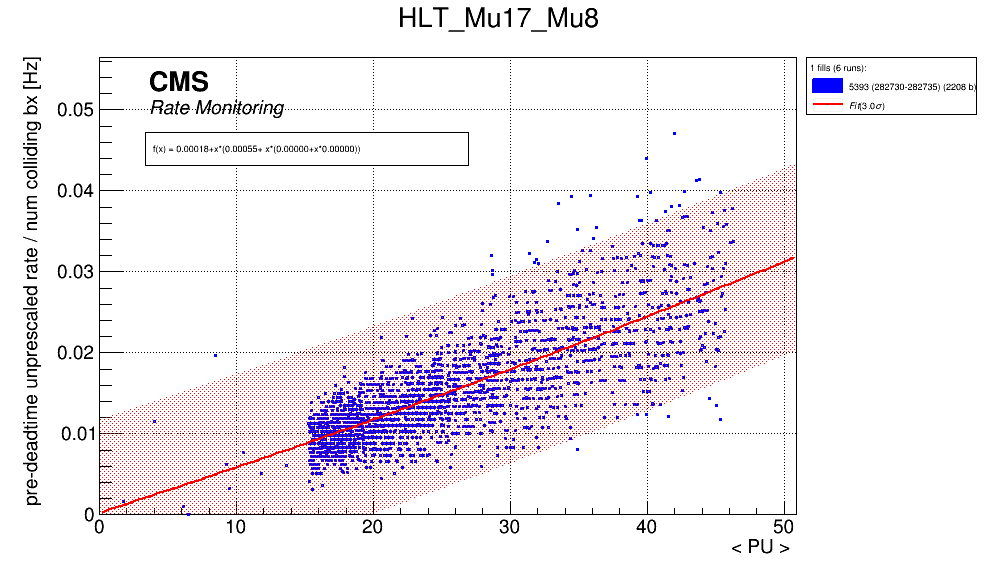 HLT_Mu17_Mu8
pre-deadtime unprescaled rate / num colliding bx [Hz]
CMS
Rate Monitoring
f(x) = 0.00018+x*(0.00055+ x*(0.00000+x*0.00000))
1 fills (6 runs):
5393 (282730-282735) (2208 b)
Fit(3.0σ)
0.05
0.04
0.03
0.02
0.01
0
0 10 20 30 40 50
< PU >